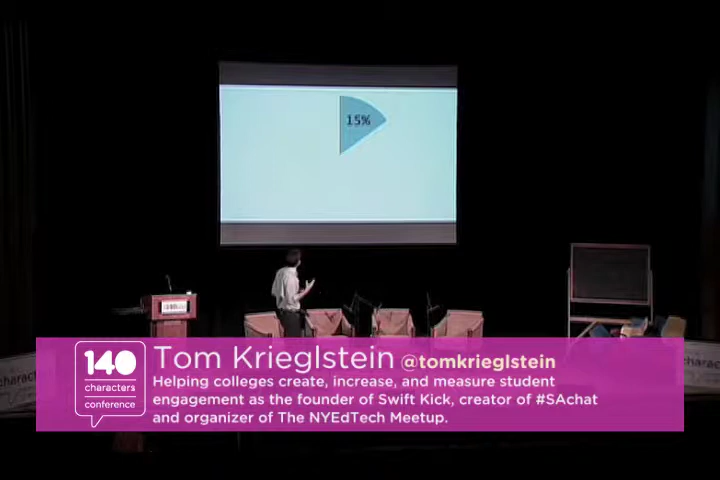 15%
140
characters
conference
Tom Krieglstein @tomkrieglstein
Helping colleges create, increase, and measure student
engagement as the founder of Swift Kick, creator of #SAchat
and organizer of The NYEdTech Meetup.